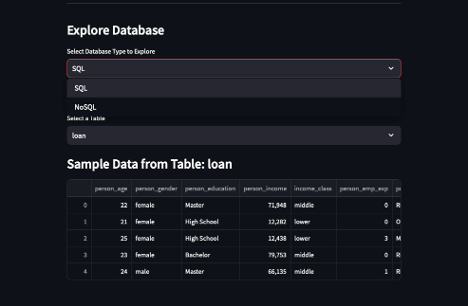 Explore Database
Select Database Type to Explore
SQL
SQL
NoSQL
Select a Table
loan
Sample Data from Table: loan
person_age person_gender person_education person_income income_class person_emp_exp
0 22 female Master 71,948 middle 0
1 21 female High School 12,282 lower 0
2 25 female High School 12,438 lower 3
3 23 female Bachelor 79,753 middle 0
4 24 male Master 66,135 middle 1